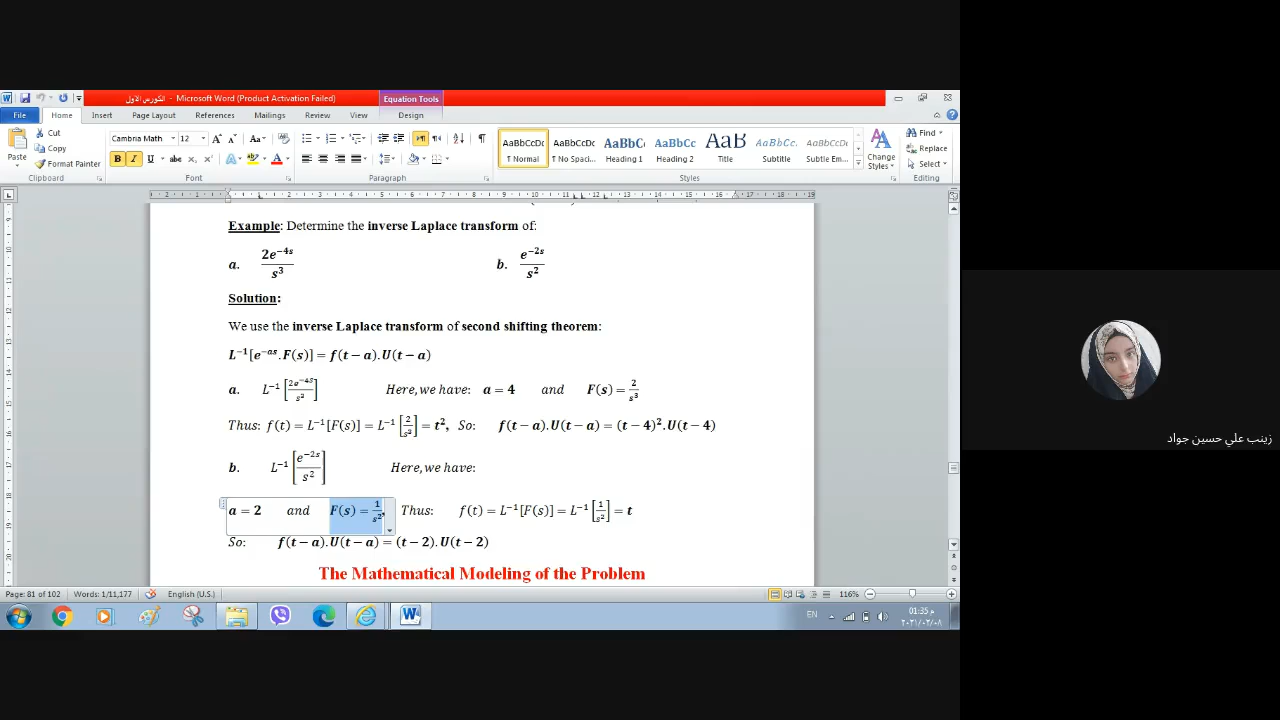 الكورس الاول - Microsoft Word (Product Activation Failed)
Equation Tools
File Home Insert Page Layout References Mailings Review View Design
Paste Cut Copy Format Painter
Cambria Math 12
AaBbCcDc AaBbCcDc AaBbC AaBbCc AaB AaBbCc. AaBbCcDc
¶ Normal ¶ No Spaci... Heading 1 Heading 2 Title Subtitle Subtle Em...
Change Styles
Find Replace Select
Clipboard Font Paragraph Styles Editing
Example: Determine the inverse Laplace transform of:
a. 2e^{−4s}/s^3 b. e^{−2s}/s^2
Solution:
We use the inverse Laplace transform of second shifting theorem:
L^{−1}[e^{−as}.F(s)] = f(t − a).U(t − a)
a. L^{−1}[2e^{−4s}/s^3] Here, we have: a = 4 and F(s) = 2/s^3
Thus: f(t) = L^{−1}[F(s)] = L^{−1}[2/s^3] = t^2, So: f(t − a).U(t − a) = (t − 4)^2.U(t − 4)
b. L^{−1}[e^{−2s}/s^2] Here, we have:
a = 2 and F(s) = 1/s^2, Thus: f(t) = L^{−1}[F(s)] = L^{−1}[1/s^2] = t
So: f(t − a).U(t − a) = (t − 2).U(t − 2)
The Mathematical Modeling of the Problem
Page: 81 of 102 Words: 1/11,177 English (U.S.) 116%
EN
01:35 م
٢٠٢١/٠٢/٠٨
زينب علي حسين جواد